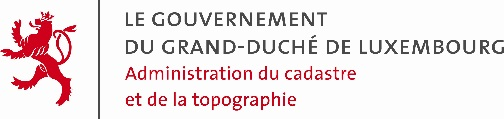 LE GOUVERNEMENT
DU GRAND-DUCHÉ DE LUXEMBOURG
Administration du cadastre
et de la topographie